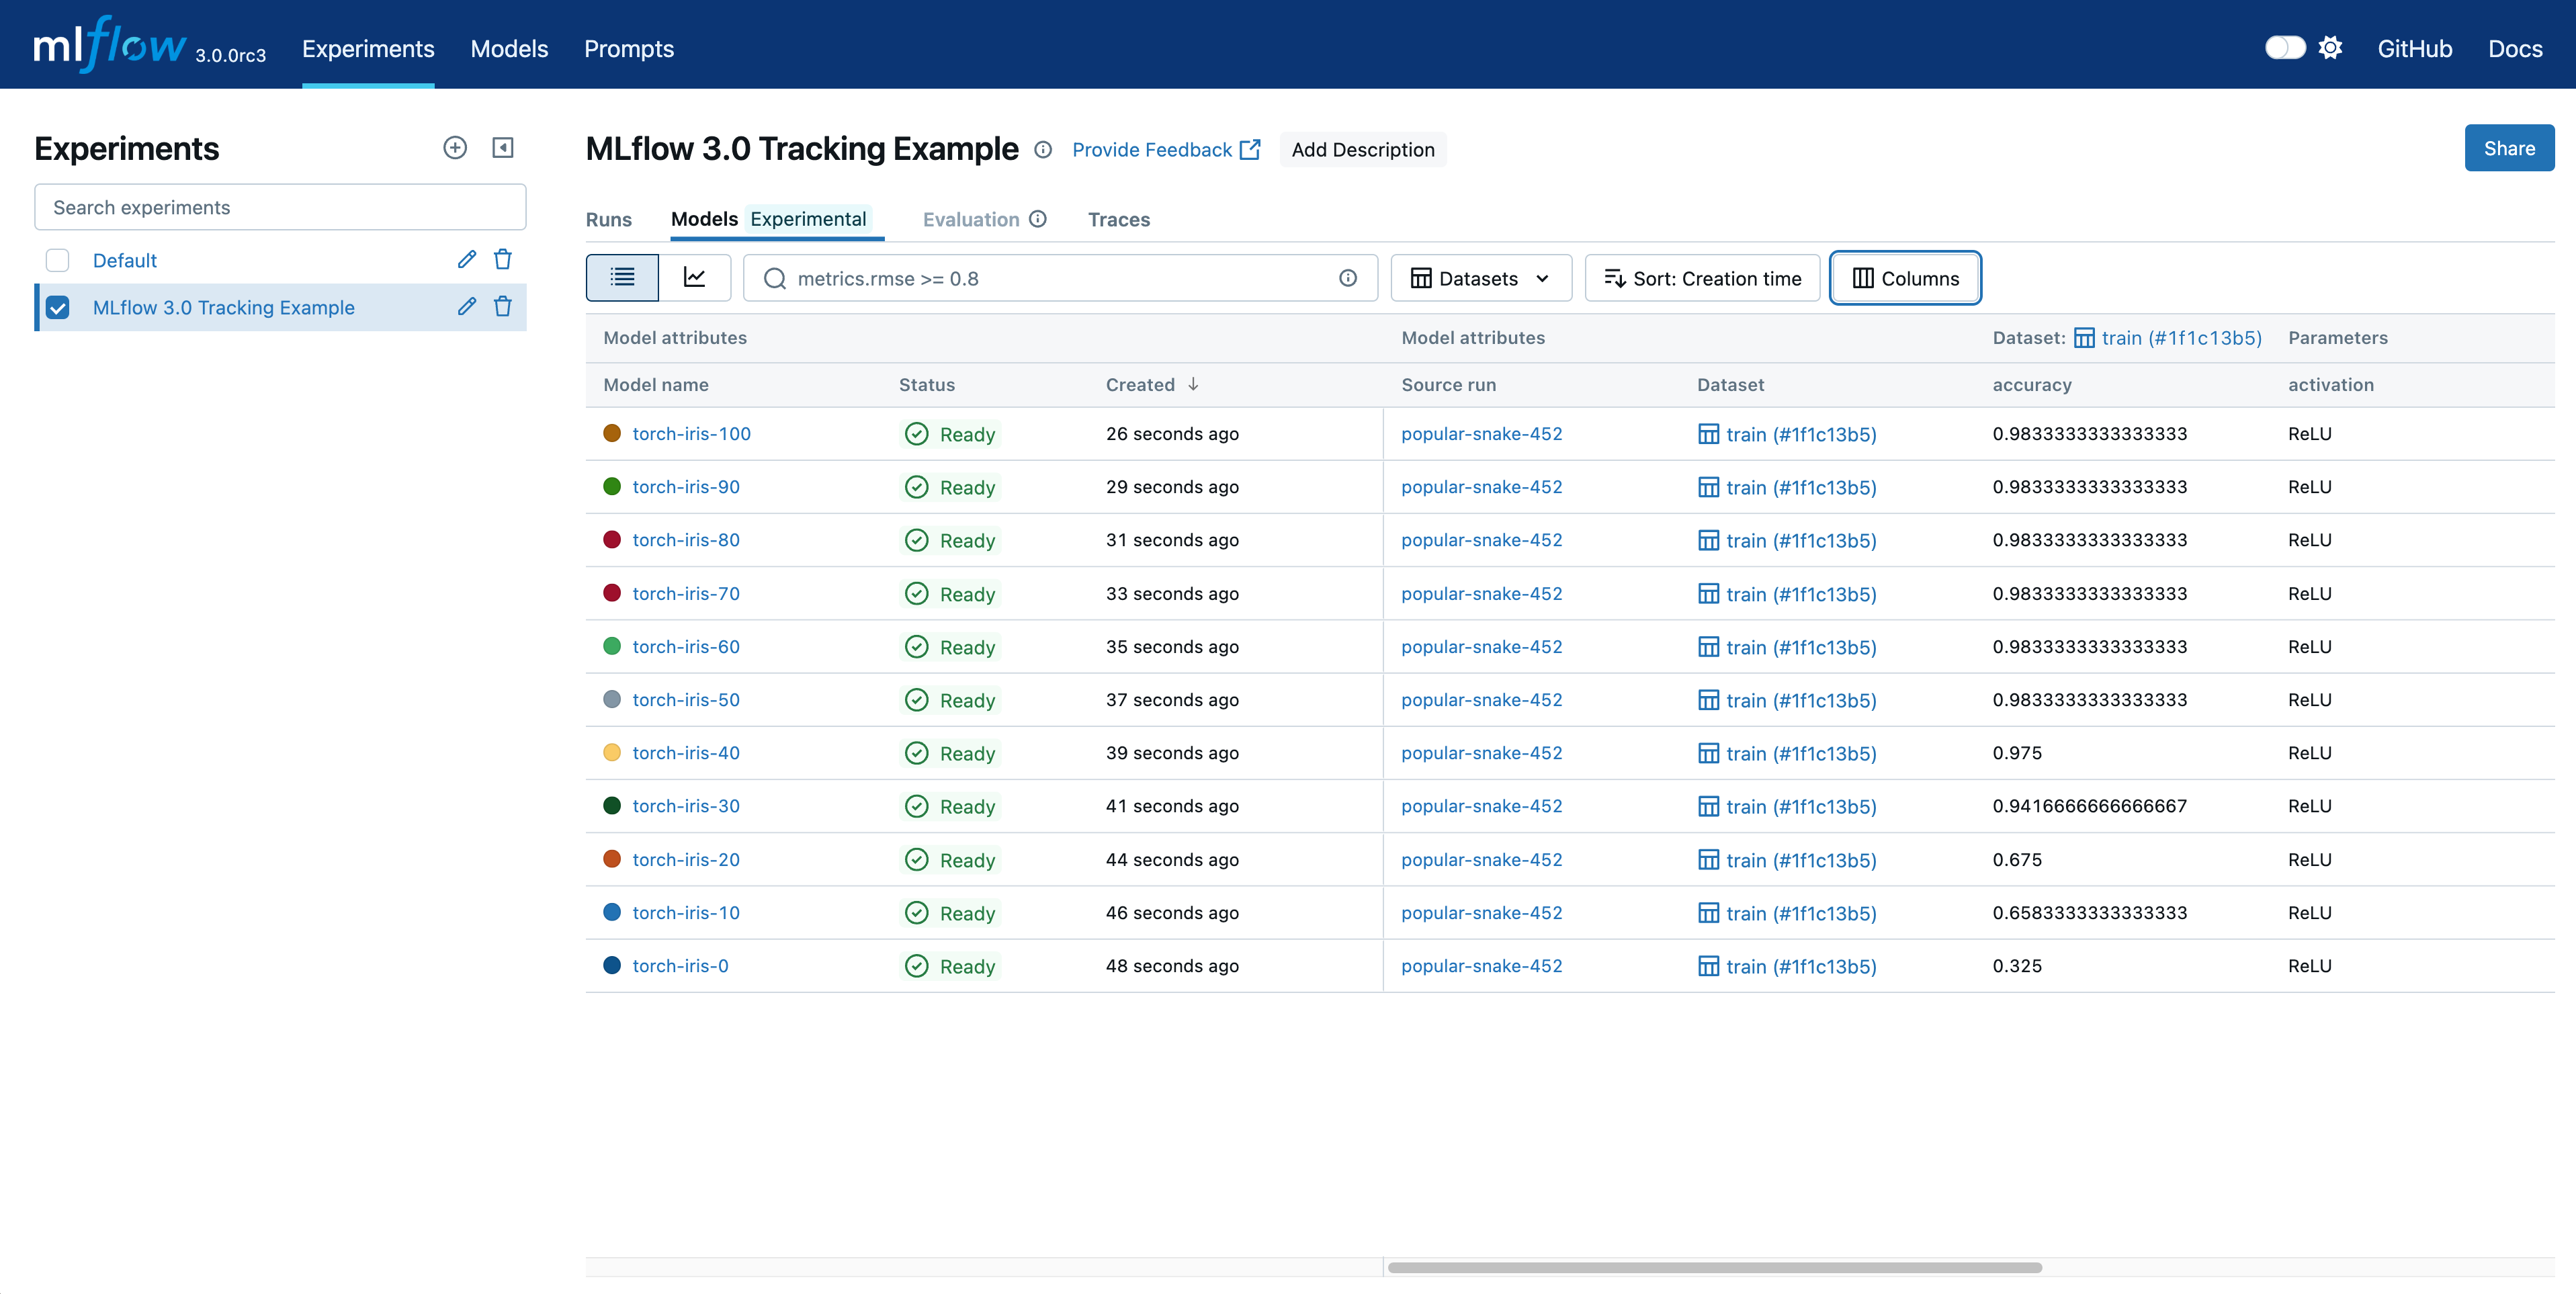 mlflow 3.0.0rc3 Experiments Models Prompts GitHub Docs
Experiments
Search experiments
Default
MLflow 3.0 Tracking Example
MLflow 3.0 Tracking Example Provide Feedback Add Description Share
Runs Models Experimental Evaluation Traces
metrics.rmse >= 0.8 Datasets Sort: Creation time Columns
Model attributes Model attributes Dataset: train (#1f1c13b5) Parameters
Model name Status Created Source run Dataset accuracy activation
torch-iris-100 Ready 26 seconds ago popular-snake-452 train (#1f1c13b5) 0.9833333333333333 ReLU
torch-iris-90 Ready 29 seconds ago popular-snake-452 train (#1f1c13b5) 0.9833333333333333 ReLU
torch-iris-80 Ready 31 seconds ago popular-snake-452 train (#1f1c13b5) 0.9833333333333333 ReLU
torch-iris-70 Ready 33 seconds ago popular-snake-452 train (#1f1c13b5) 0.9833333333333333 ReLU
torch-iris-60 Ready 35 seconds ago popular-snake-452 train (#1f1c13b5) 0.9833333333333333 ReLU
torch-iris-50 Ready 37 seconds ago popular-snake-452 train (#1f1c13b5) 0.9833333333333333 ReLU
torch-iris-40 Ready 39 seconds ago popular-snake-452 train (#1f1c13b5) 0.975 ReLU
torch-iris-30 Ready 41 seconds ago popular-snake-452 train (#1f1c13b5) 0.9416666666666667 ReLU
torch-iris-20 Ready 44 seconds ago popular-snake-452 train (#1f1c13b5) 0.675 ReLU
torch-iris-10 Ready 46 seconds ago popular-snake-452 train (#1f1c13b5) 0.6583333333333333 ReLU
torch-iris-0 Ready 48 seconds ago popular-snake-452 train (#1f1c13b5) 0.325 ReLU